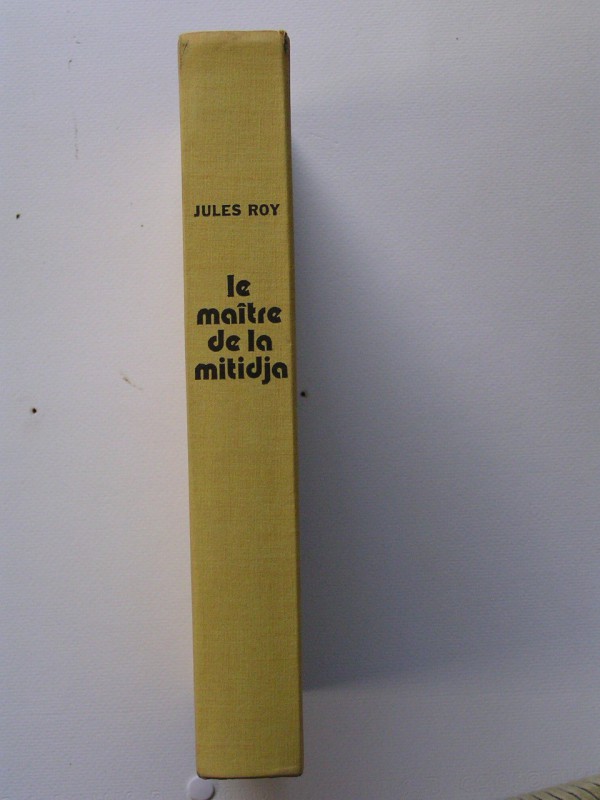 JULES ROY
le
maître
de la
mitidja